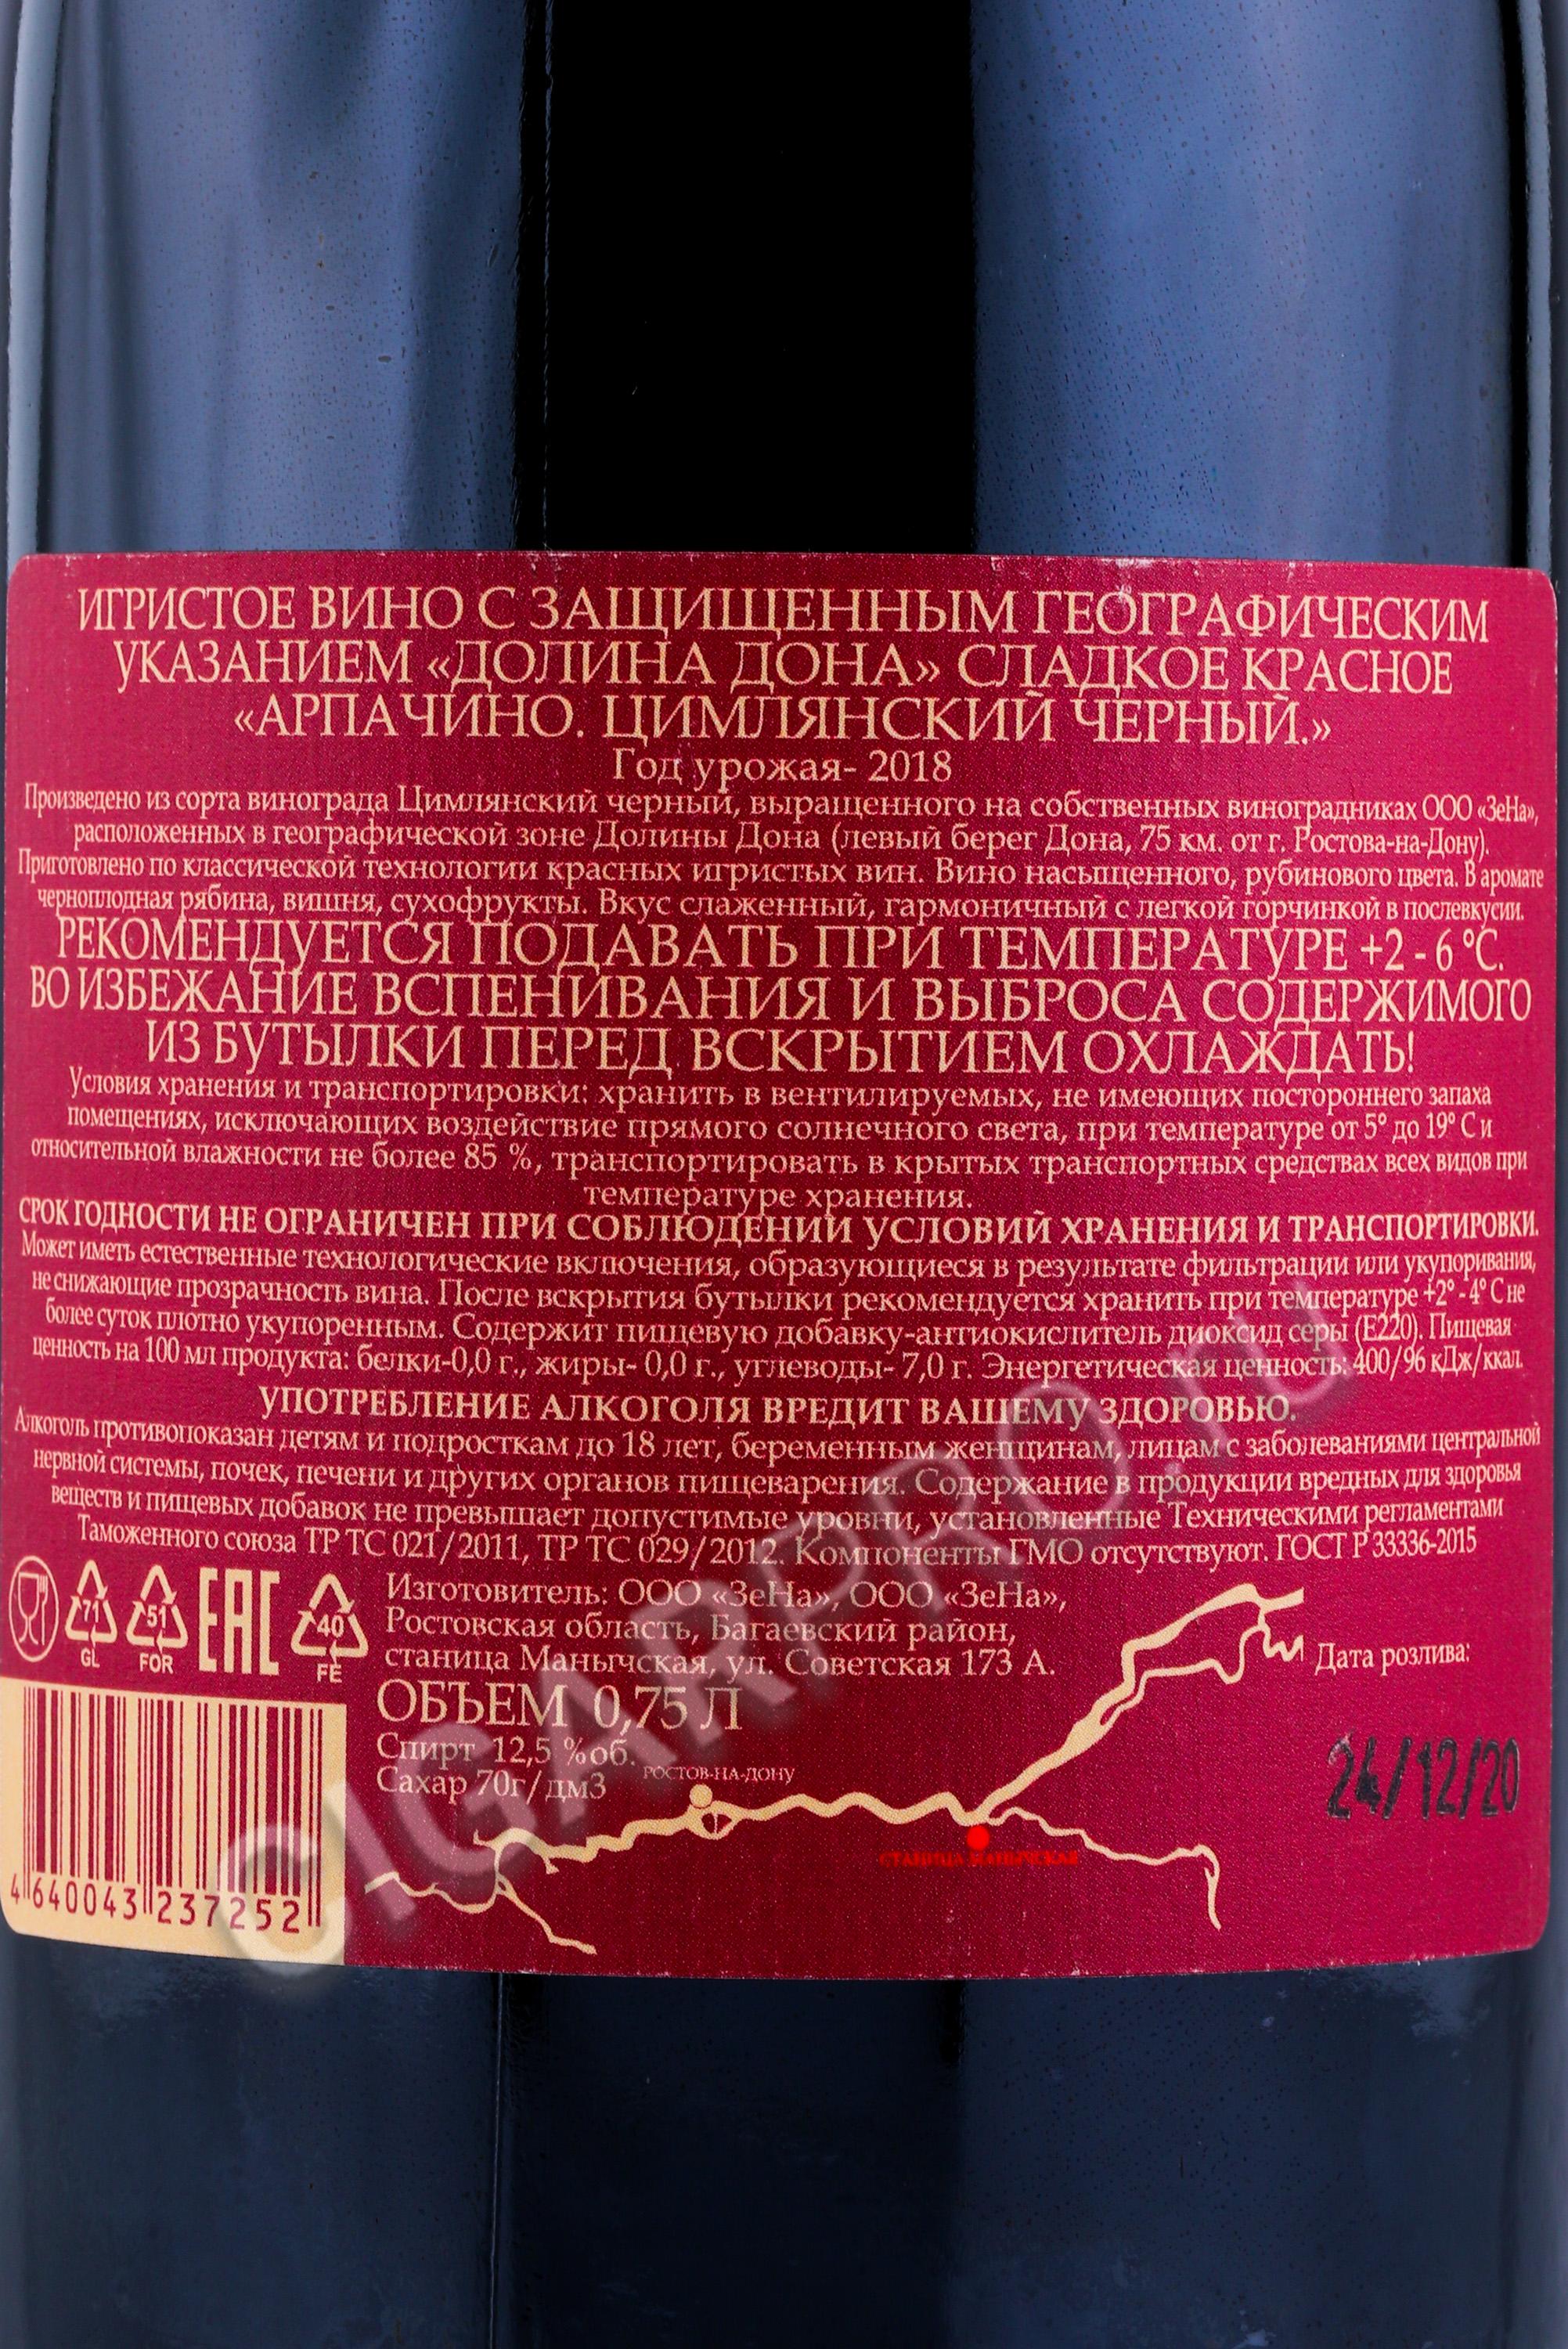 ИГРИСТОЕ ВИНО С ЗАЩИЩЕННЫМ ГЕОГРАФИЧЕСКИМ
УКАЗАНИЕМ «ДОЛИНА ДОНА» СЛАДКОЕ КРАСНОЕ
«АРПАЧИНО. ЦИМЛЯНСКИЙ ЧЕРНЫЙ.»
Год урожая- 2018
Произведено из сорта винограда Цимлянский черный, выращенного на собственных виноградниках ООО «ЗеНа»,
расположенных в географической зоне Долины Дона (левый берег Дона, 75 км. от г. Ростова-на-Дону).
Приготовлено по классической технологии красных игристых вин. Вино насыщенного, рубинового цвета. В аромате
черноплодная рябина, вишня, сухофрукты. Вкус слаженный, гармоничный с легкой горчинкой в послевкусии.
РЕКОМЕНДУЕТСЯ ПОДАВАТЬ ПРИ ТЕМПЕРАТУРЕ +2 - 6 °С.
ВО ИЗБЕЖАНИЕ ВСПЕНИВАНИЯ И ВЫБРОСА СОДЕРЖИМОГО
ИЗ БУТЫЛКИ ПЕРЕД ВСКРЫТИЕМ ОХЛАЖДАТЬ!
Условия хранения и транспортировки: хранить в вентилируемых, не имеющих постороннего запаха
помещениях, исключающих воздействие прямого солнечного света, при температуре от 5° до 19° С и
относительной влажности не более 85 %, транспортировать в крытых транспортных средствах всех видов при
температуре хранения.
СРОК ГОДНОСТИ НЕ ОГРАНИЧЕН ПРИ СОБЛЮДЕНИИ УСЛОВИЙ ХРАНЕНИЯ И ТРАНСПОРТИРОВКИ.
Может иметь естественные технологические включения, образующиеся в результате фильтрации или укупоривания,
не снижающие прозрачность вина. После вскрытия бутылки рекомендуется хранить при температуре +2° - 4° С не
более суток плотно укупоренным. Содержит пищевую добавку-антиокислитель диоксид серы (Е220). Пищевая
ценность на 100 мл продукта: белки-0,0 г., жиры- 0,0 г., углеводы- 7,0 г. Энергетическая ценность: 400/96 кДж/ккал.
УПОТРЕБЛЕНИЕ АЛКОГОЛЯ ВРЕДИТ ВАШЕМУ ЗДОРОВЬЮ.
Алкоголь противопоказан детям и подросткам до 18 лет, беременным женщинам, лицам с заболеваниями центральной
нервной системы, почек, печени и других органов пищеварения. Содержание в продукции вредных для здоровья
веществ и пищевых добавок не превышает допустимые уровни, установленные Техническими регламентами
Таможенного союза ТР ТС 021/2011, ТР ТС 029/2012. Компоненты ГМО отсутствуют. ГОСТ Р 33336-2015
71 GL
51 FOR
EAC
40 FE
Изготовитель: ООО «ЗеНа», ООО «ЗеНа»,
Ростовская область, Багаевский район,
станица Манычская, ул. Советская 173 А.
ОБЪЕМ 0,75 Л
Спирт 12,5 %об.
Сахар 70г/дм3
РОСТОВ-НА-ДОНУ
СТАНИЦА МАНЫЧСКАЯ
Дата розлива:
24/12/20
4 640043 237252
CIGARPRO.ru